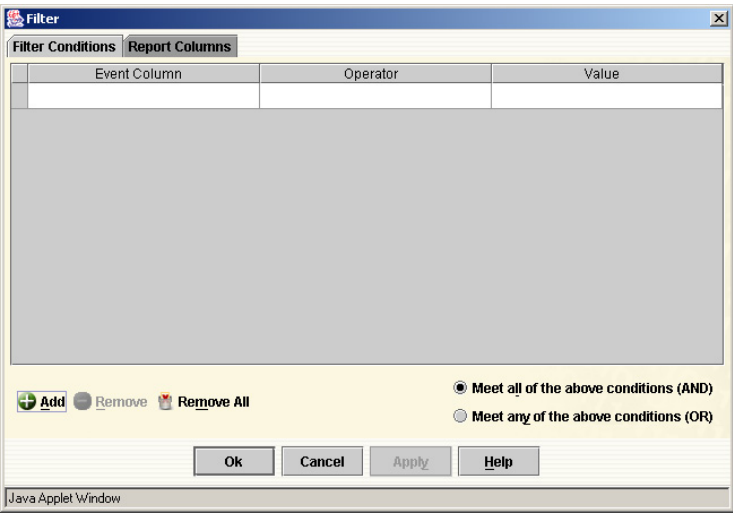 Filter
Filter Conditions Report Columns
Event Column Operator Value
Meet all of the above conditions (AND)
Add Remove Remove All
Meet any of the above conditions (OR)
Ok Cancel Apply Help
Java Applet Window